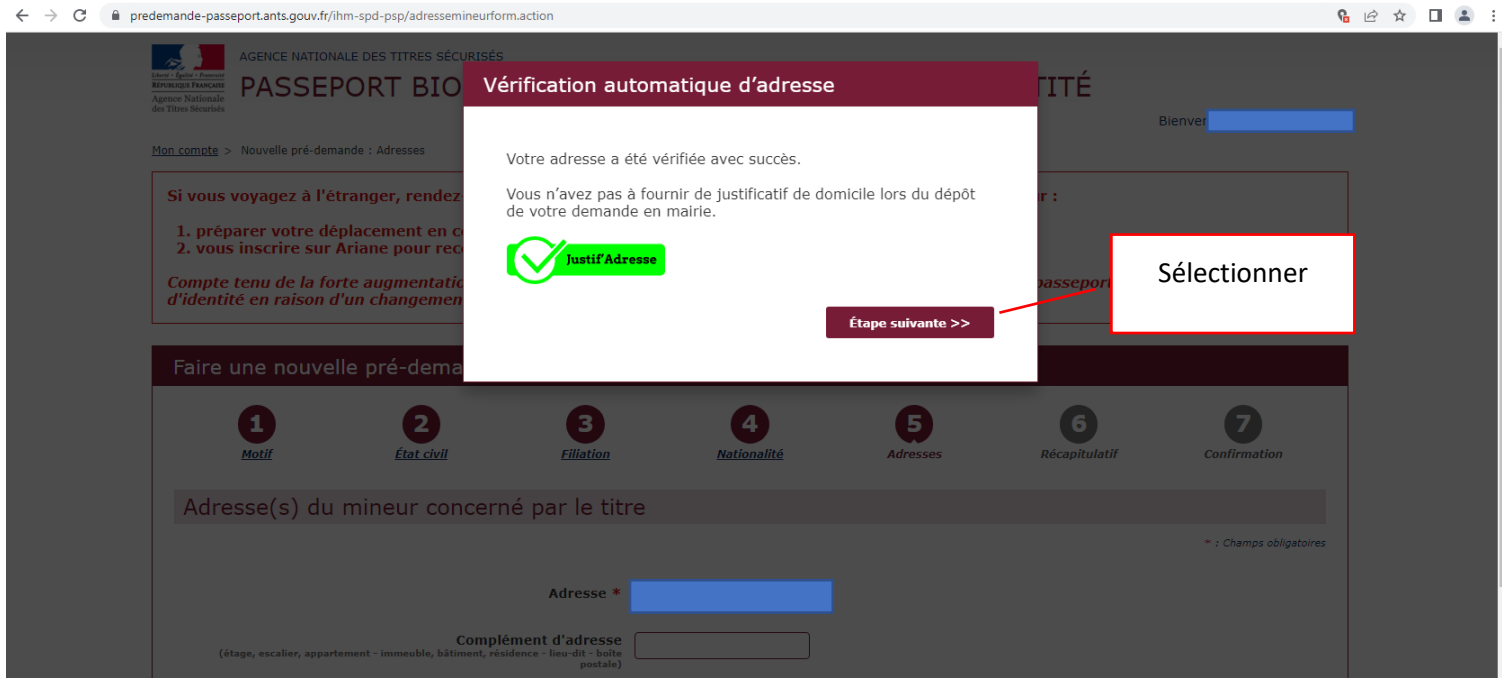 predemande-passeport.ants.gouv.fr/ihm-spd-psp/adressemineurform.action
AGENCE NATIONALE DES TITRES SÉCURISÉS
Liberté • Égalité • Fraternité
RÉPUBLIQUE FRANÇAISE
Agence Nationale
des Titres Sécurisés
PASSEPORT BIO
TITÉ
Bienven
Mon compte > Nouvelle pré-demande : Adresses
Vérification automatique d’adresse
Votre adresse a été vérifiée avec succès.
Vous n’avez pas à fournir de justificatif de domicile lors du dépôt
de votre demande en mairie.
Justif'Adresse
Étape suivante >>
Sélectionner
Si vous voyagez à l'étranger, rendez-
r :
1. préparer votre déplacement en c
2. vous inscrire sur Ariane pour rec
Compte tenu de la forte augmentatio
passeport
d'identité en raison d'un changemen
Faire une nouvelle pré-dema
1 2 3 4 5 6 7
Motif État civil Filiation Nationalité Adresses Récapitulatif Confirmation
Adresse(s) du mineur concerné par le titre
* : Champs obligatoires
Adresse *
Complément d'adresse
(étage, escalier, appartement - immeuble, bâtiment, résidence - lieu-dit - boîte
postale)